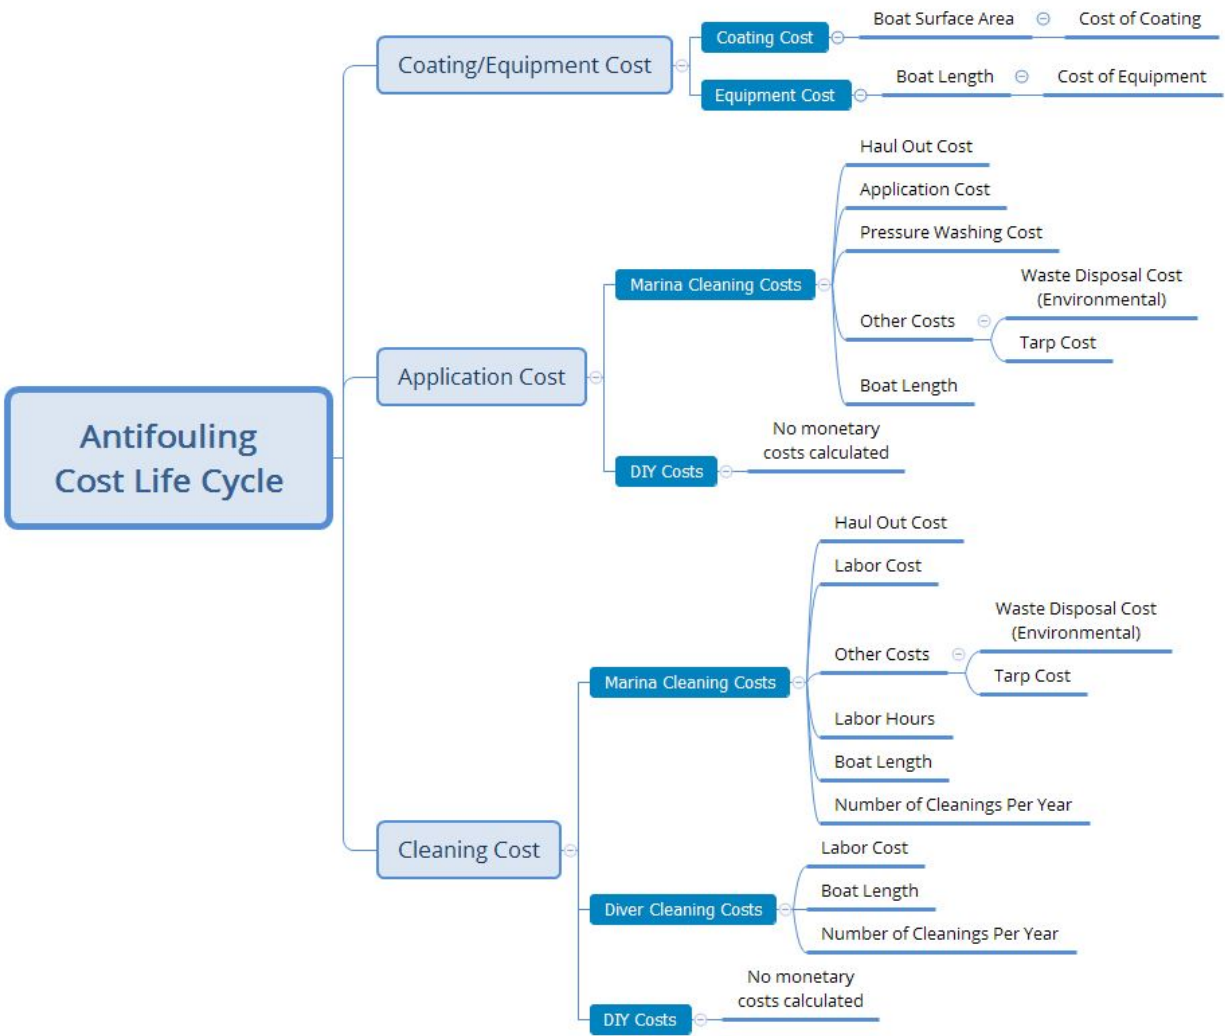 Antifouling
Cost Life Cycle
Coating/Equipment Cost
Coating Cost
Boat Surface Area
Cost of Coating
Equipment Cost
Boat Length
Cost of Equipment
Application Cost
Marina Cleaning Costs
Haul Out Cost
Application Cost
Pressure Washing Cost
Other Costs
Waste Disposal Cost
(Environmental)
Tarp Cost
Boat Length
DIY Costs
No monetary
costs calculated
Cleaning Cost
Marina Cleaning Costs
Haul Out Cost
Labor Cost
Other Costs
Waste Disposal Cost
(Environmental)
Tarp Cost
Labor Hours
Boat Length
Number of Cleanings Per Year
Diver Cleaning Costs
Labor Cost
Boat Length
Number of Cleanings Per Year
DIY Costs
No monetary
costs calculated